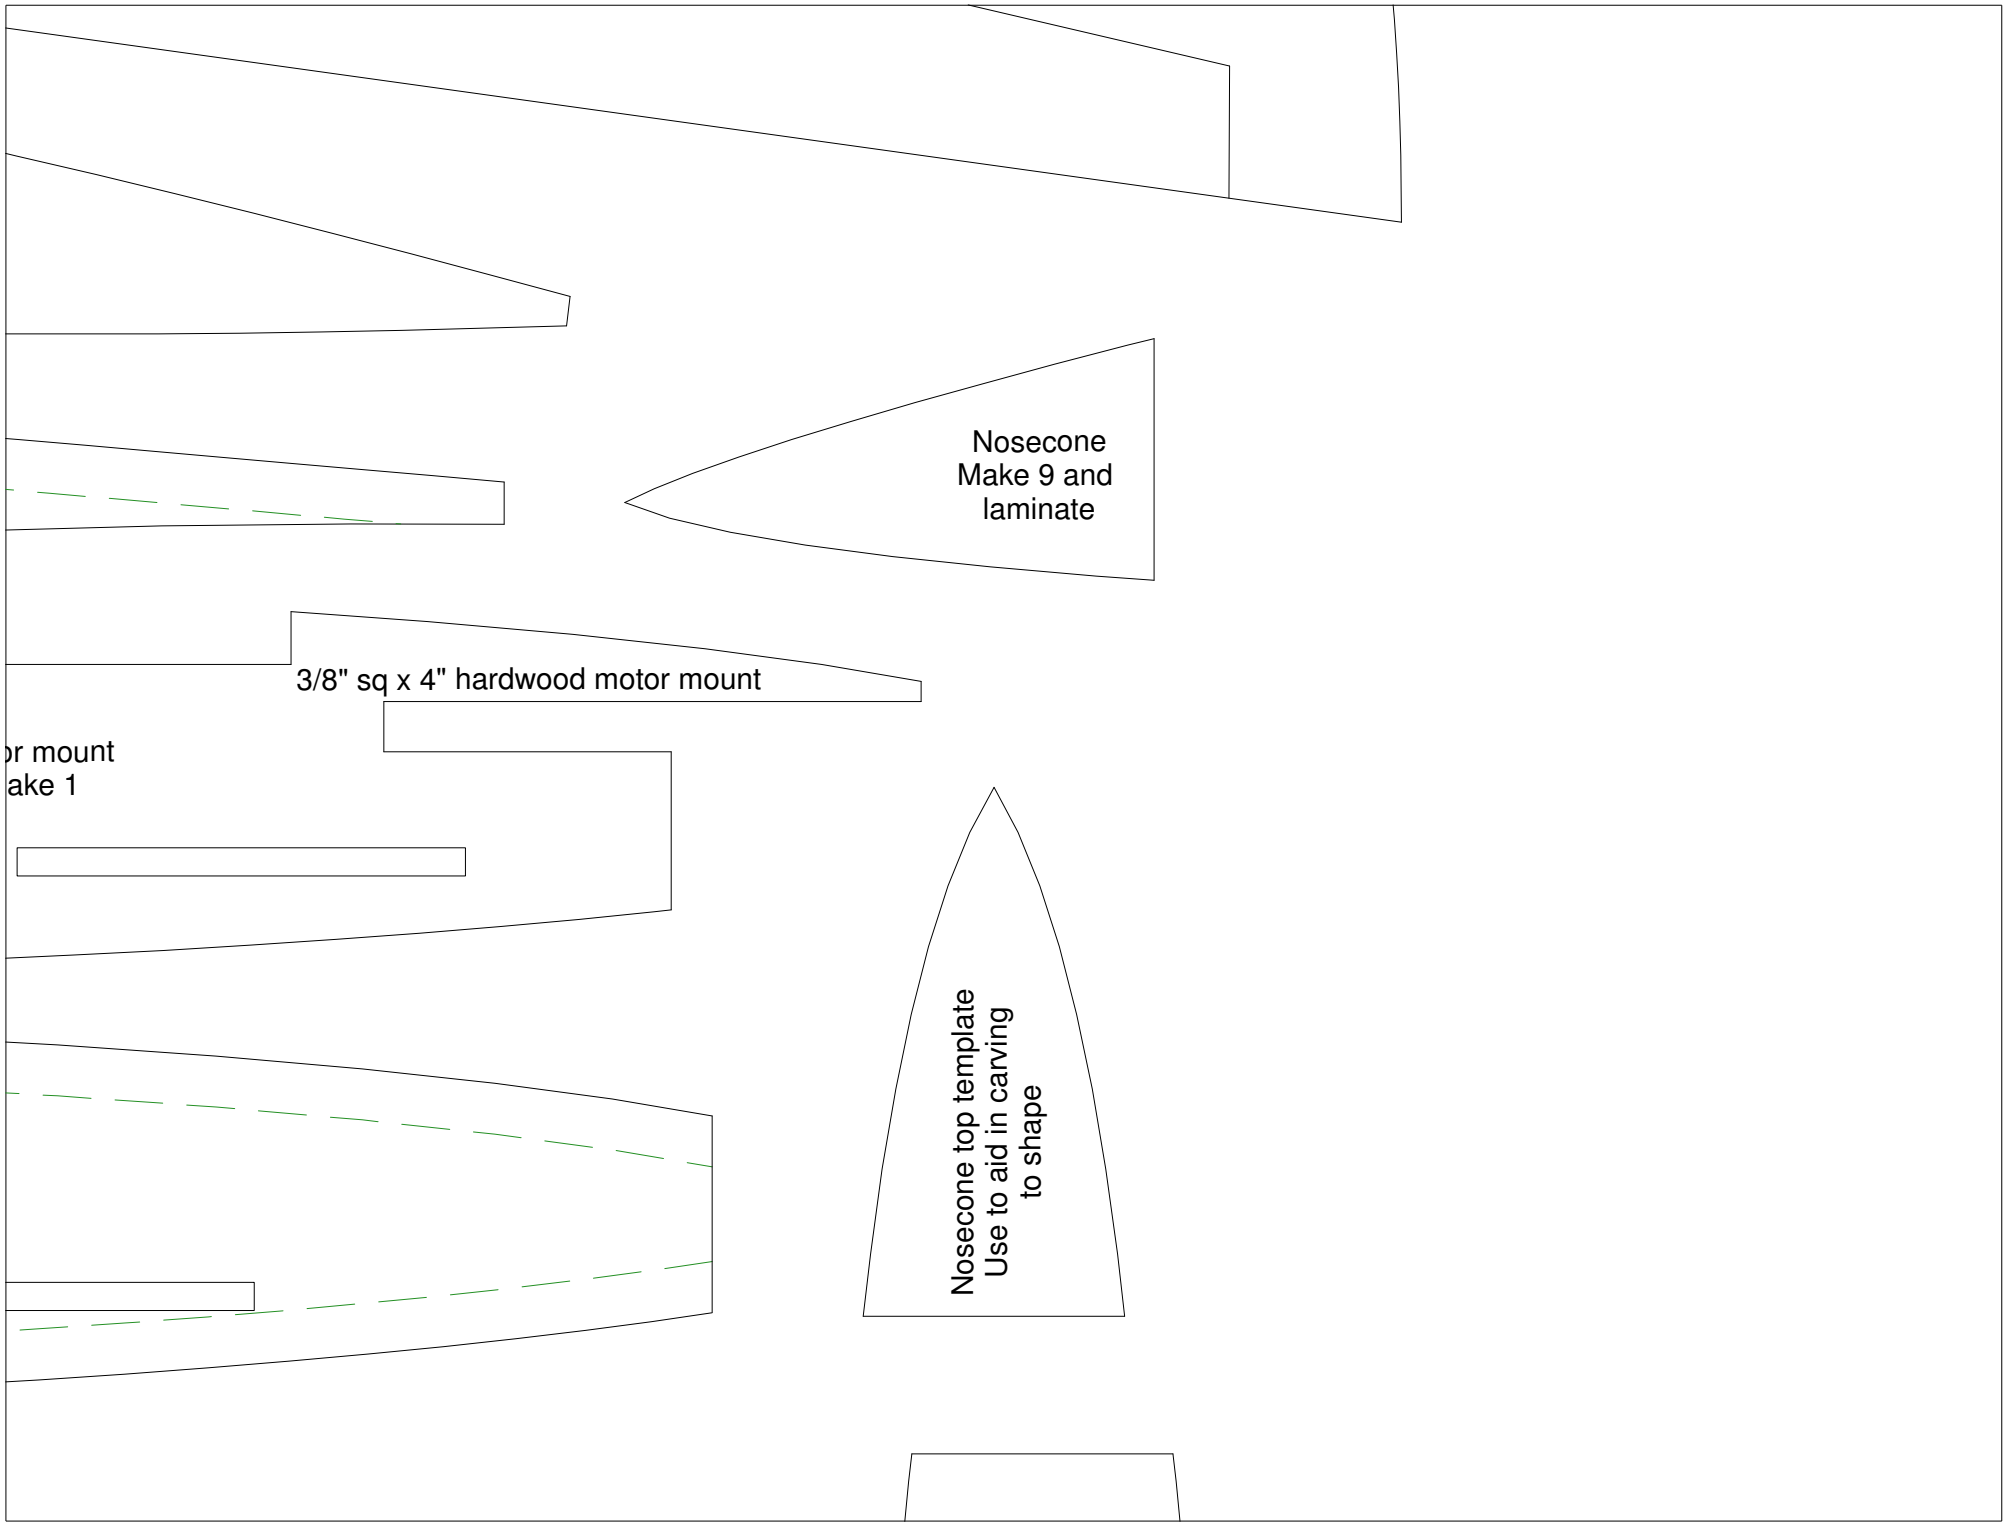 Nosecone
Make 9 and
laminate
3/8" sq x 4" hardwood motor mount
mount
1
Nosecone top template
Use to aid in carving
to shape